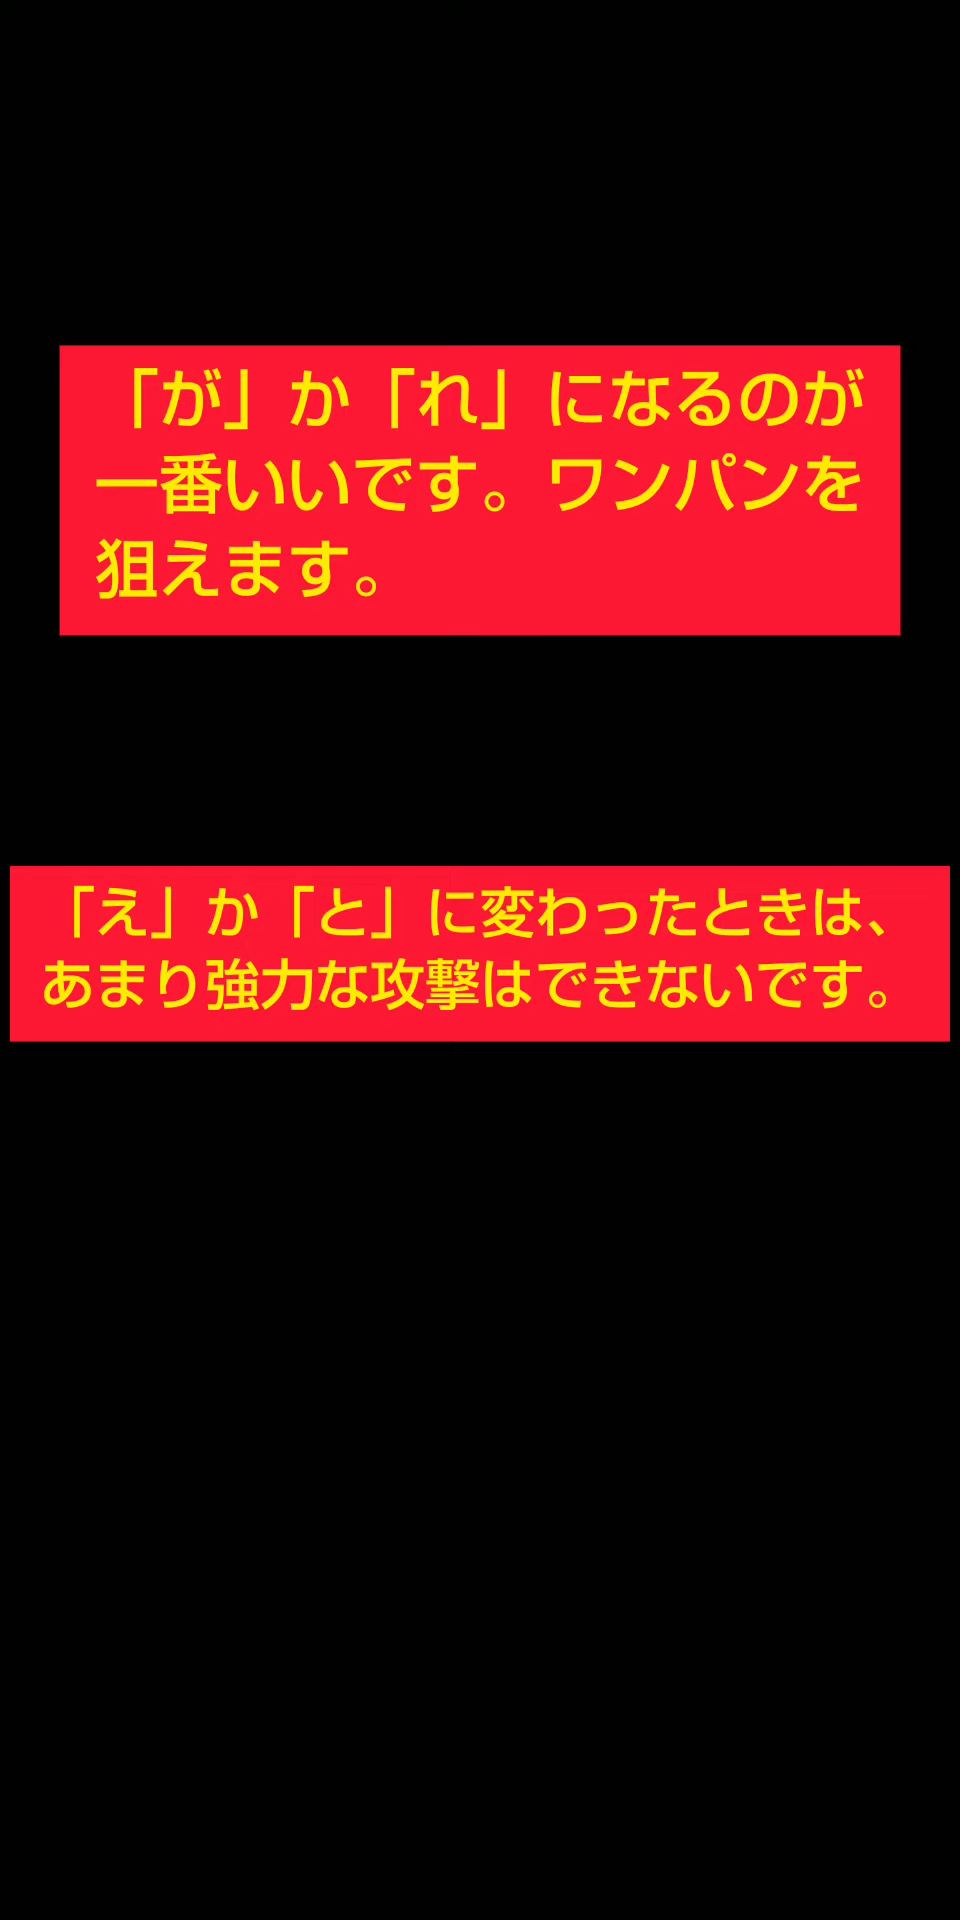 「が」か「れ」になるのが
一番いいです。ワンパンを
狙えます。
「え」か「と」に変わったときは、
あまり強力な攻撃はできないです。